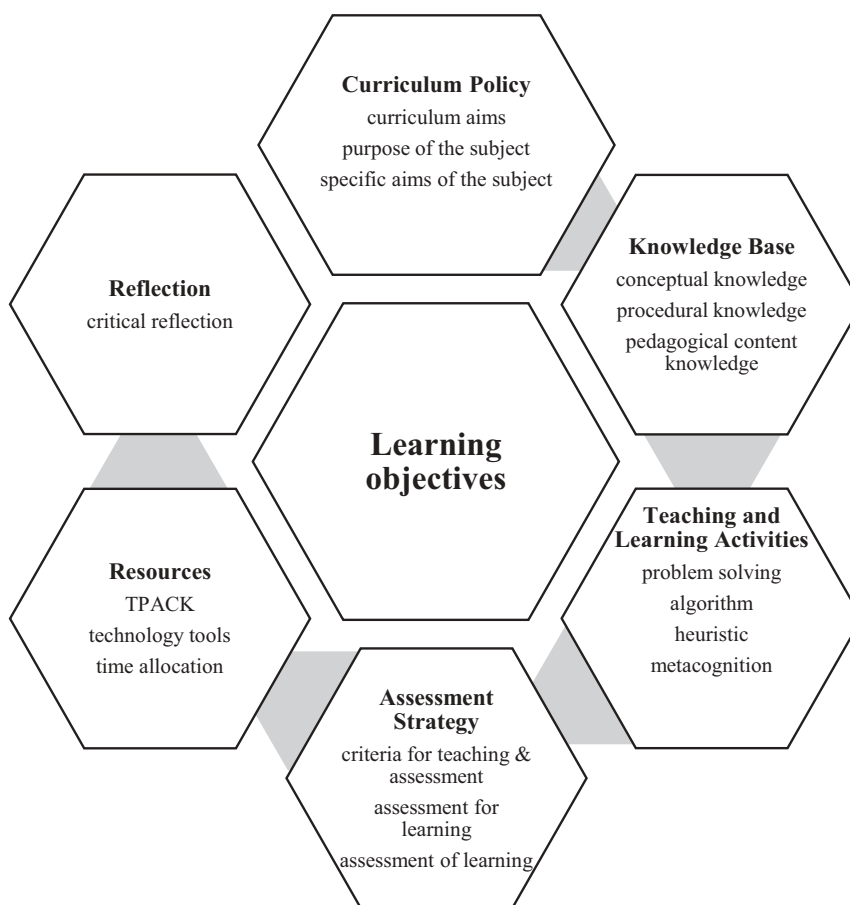 Curriculum Policy
curriculum aims
purpose of the subject
specific aims of the subject
Knowledge Base
conceptual knowledge
procedural knowledge
pedagogical content
knowledge
Teaching and
Learning Activities
problem solving
algorithm
heuristic
metacognition
Assessment
Strategy
criteria for teaching &
assessment
assessment for
learning
assessment of learning
Resources
TPACK
technology tools
time allocation
Reflection
critical reflection
Learning
objectives